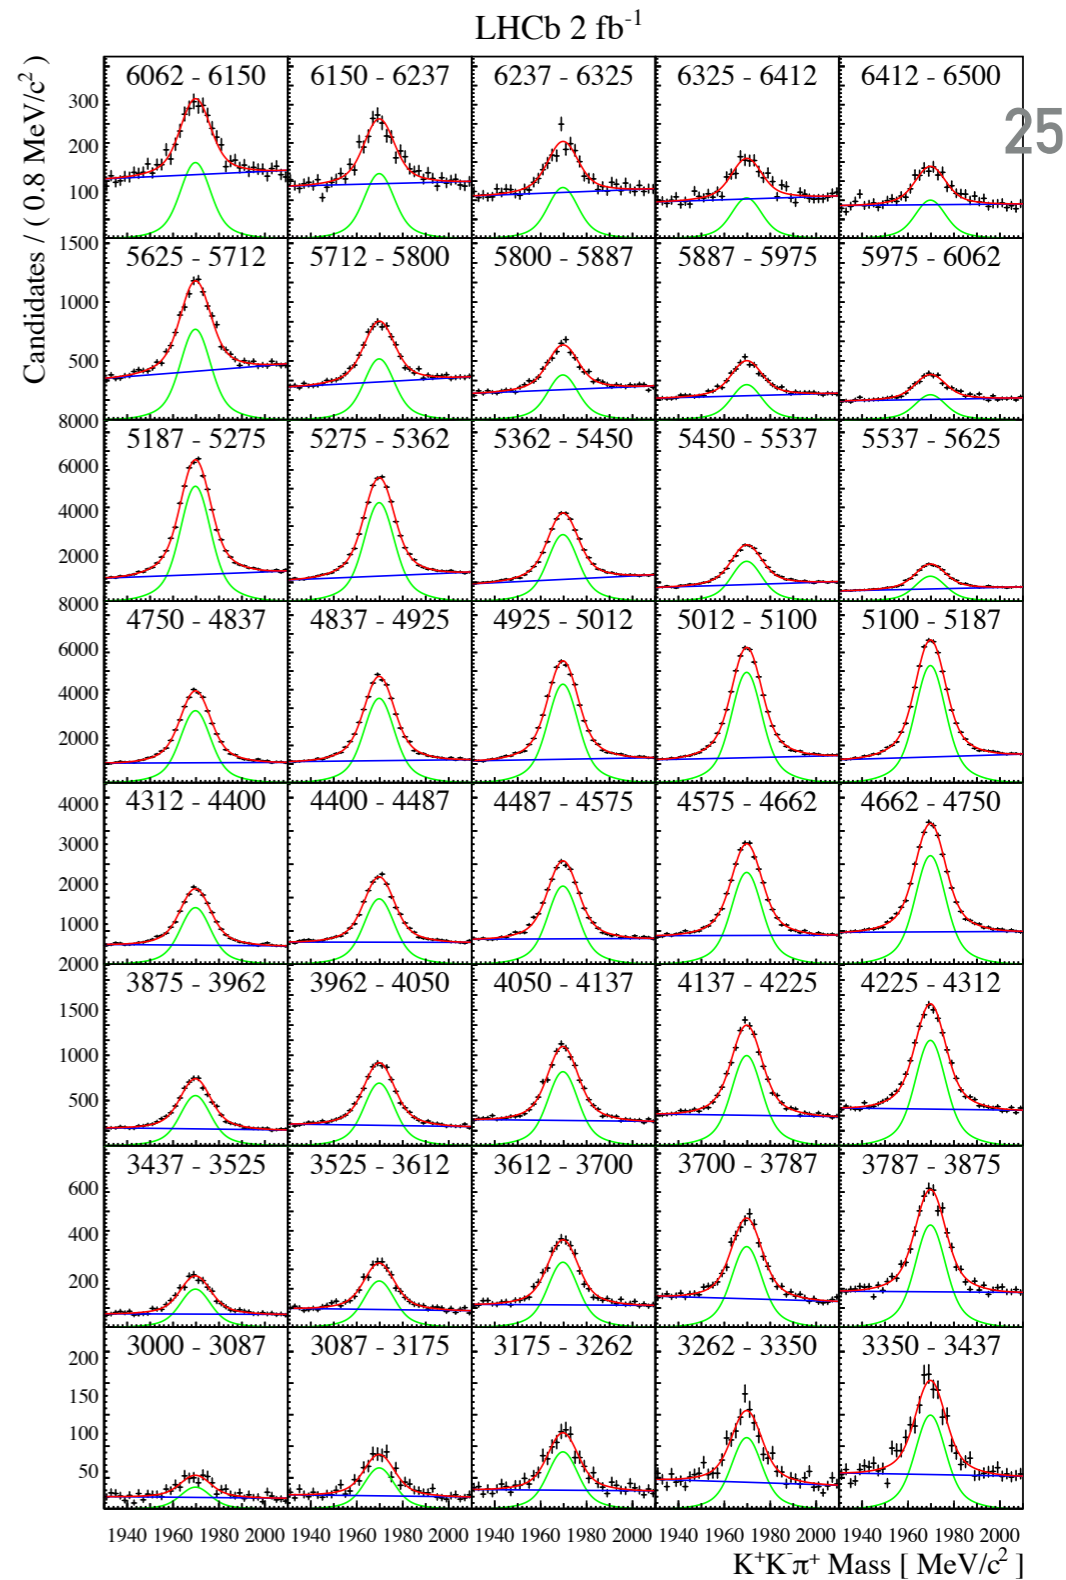 LHCb 2 fb⁻¹
25
Candidates / ( 0.8 MeV/c² )
6062 - 6150 6150 - 6237 6237 - 6325 6325 - 6412 6412 - 6500
300
200
100
5625 - 5712 5712 - 5800 5800 - 5887 5887 - 5975 5975 - 6062
1500
1000
500
5187 - 5275 5275 - 5362 5362 - 5450 5450 - 5537 5537 - 5625
8000
6000
4000
2000
4750 - 4837 4837 - 4925 4925 - 5012 5012 - 5100 5100 - 5187
8000
6000
4000
2000
4312 - 4400 4400 - 4487 4487 - 4575 4575 - 4662 4662 - 4750
4000
3000
2000
1000
3875 - 3962 3962 - 4050 4050 - 4137 4137 - 4225 4225 - 4312
2000
1500
1000
500
3437 - 3525 3525 - 3612 3612 - 3700 3700 - 3787 3787 - 3875
600
400
200
3000 - 3087 3087 - 3175 3175 - 3262 3262 - 3350 3350 - 3437
200
150
100
50
1940 1960 1980 2000 1940 1960 1980 2000 1940 1960 1980 2000 1940 1960 1980 2000 1940 1960 1980 2000
K⁺K⁻π⁺ Mass [ MeV/c² ]